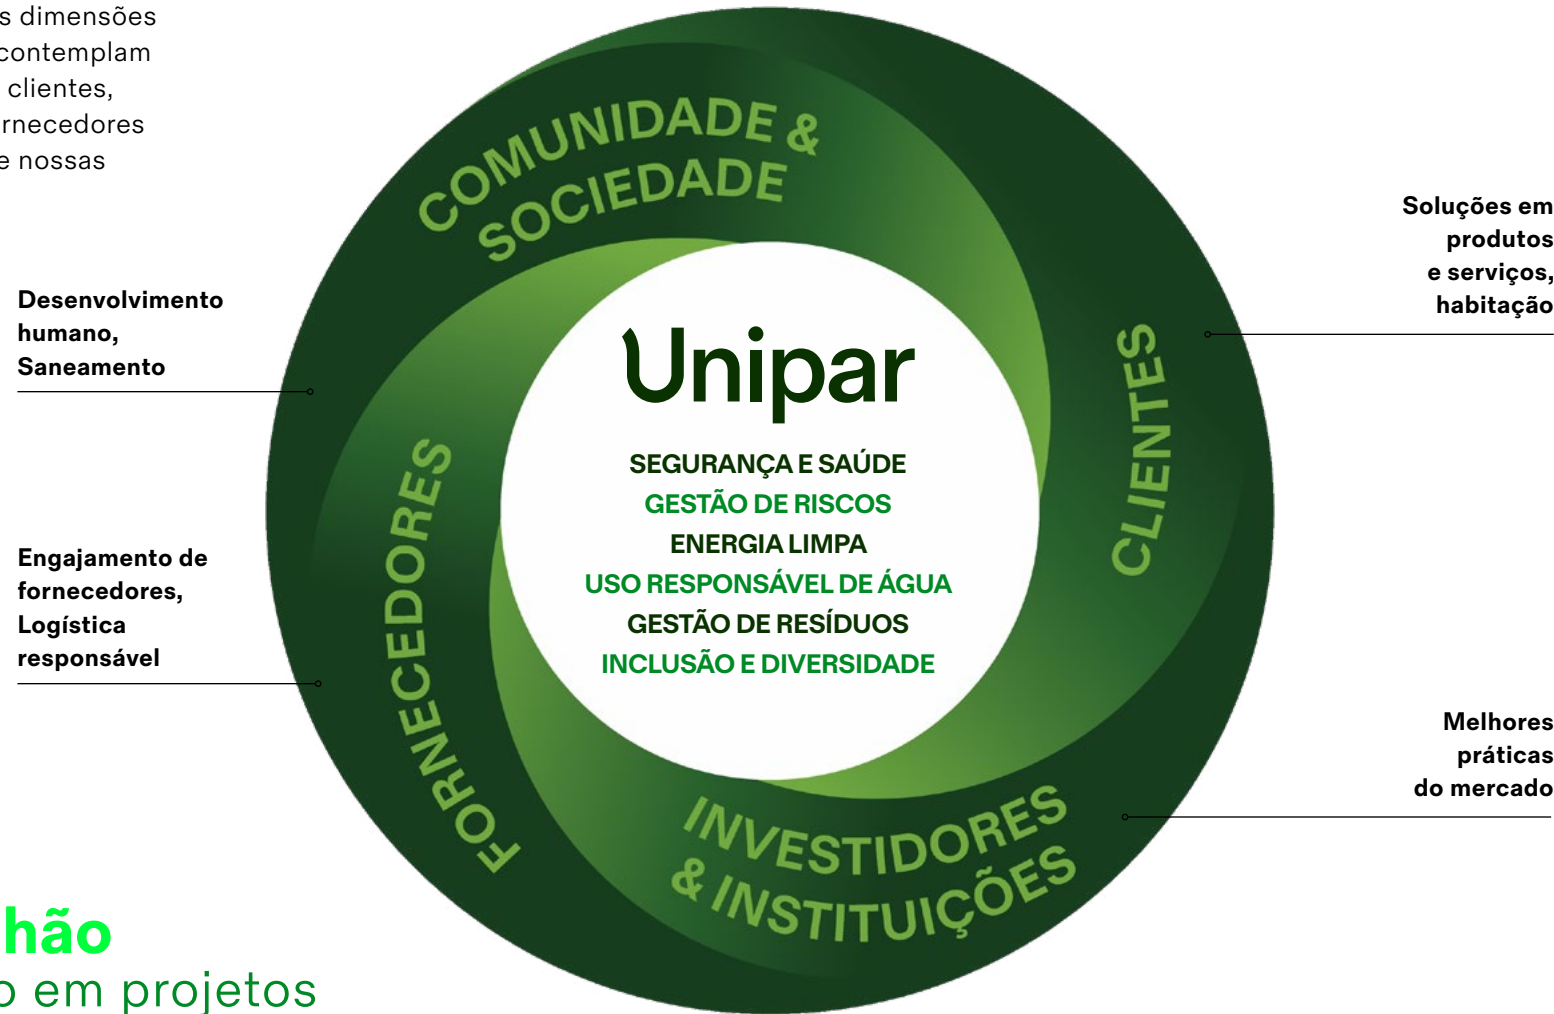 s dimensões
contemplam
clientes,
rnecedores
e nossas
COMUNIDADE &
SOCIEDADE
Soluções em
produtos
e serviços,
habitação
Desenvolvimento
humano,
Saneamento
CLIENTES
Unipar
SEGURANÇA E SAÚDE
GESTÃO DE RISCOS
ENERGIA LIMPA
USO RESPONSÁVEL DE ÁGUA
GESTÃO DE RESÍDUOS
INCLUSÃO E DIVERSIDADE
FORNECEDORES
Engajamento de
fornecedores,
Logística
responsável
Melhores
práticas
do mercado
INVESTIDORES
& INSTITUIÇÕES
hão
o em projetos